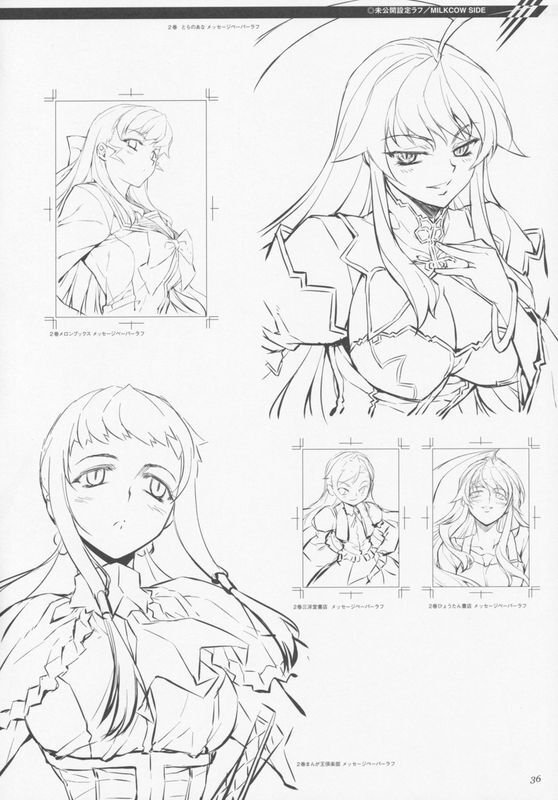 ◎未公開設定ラフ/MILKCOW SIDE
2巻 とらのあな メッセージペーパーラフ
2巻メロンブックス メッセージペーパーラフ
2巻三洋堂書店 メッセージペーパーラフ
2巻ひょうたん書店 メッセージペーパーラフ
2巻まんが王倶楽部 メッセージペーパーラフ
36